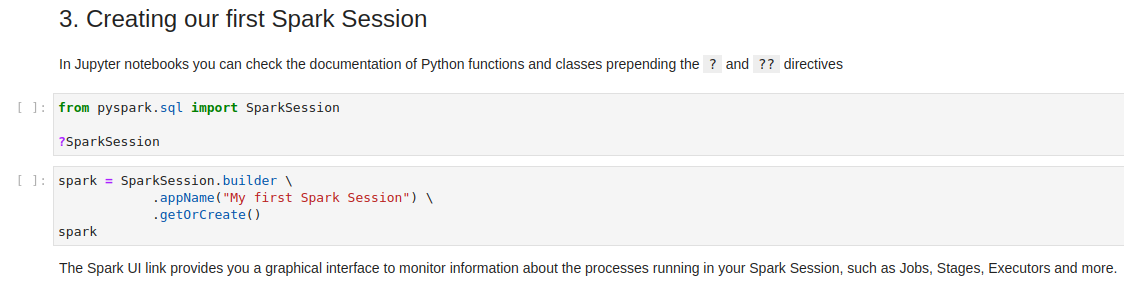 3. Creating our first Spark Session
In Jupyter notebooks you can check the documentation of Python functions and classes prepending the ? and ?? directives
[ ]: from pyspark.sql import SparkSession
?SparkSession
[ ]: spark = SparkSession.builder \
.appName("My first Spark Session") \
.getOrCreate()
spark
The Spark UI link provides you a graphical interface to monitor information about the processes running in your Spark Session, such as Jobs, Stages, Executors and more.